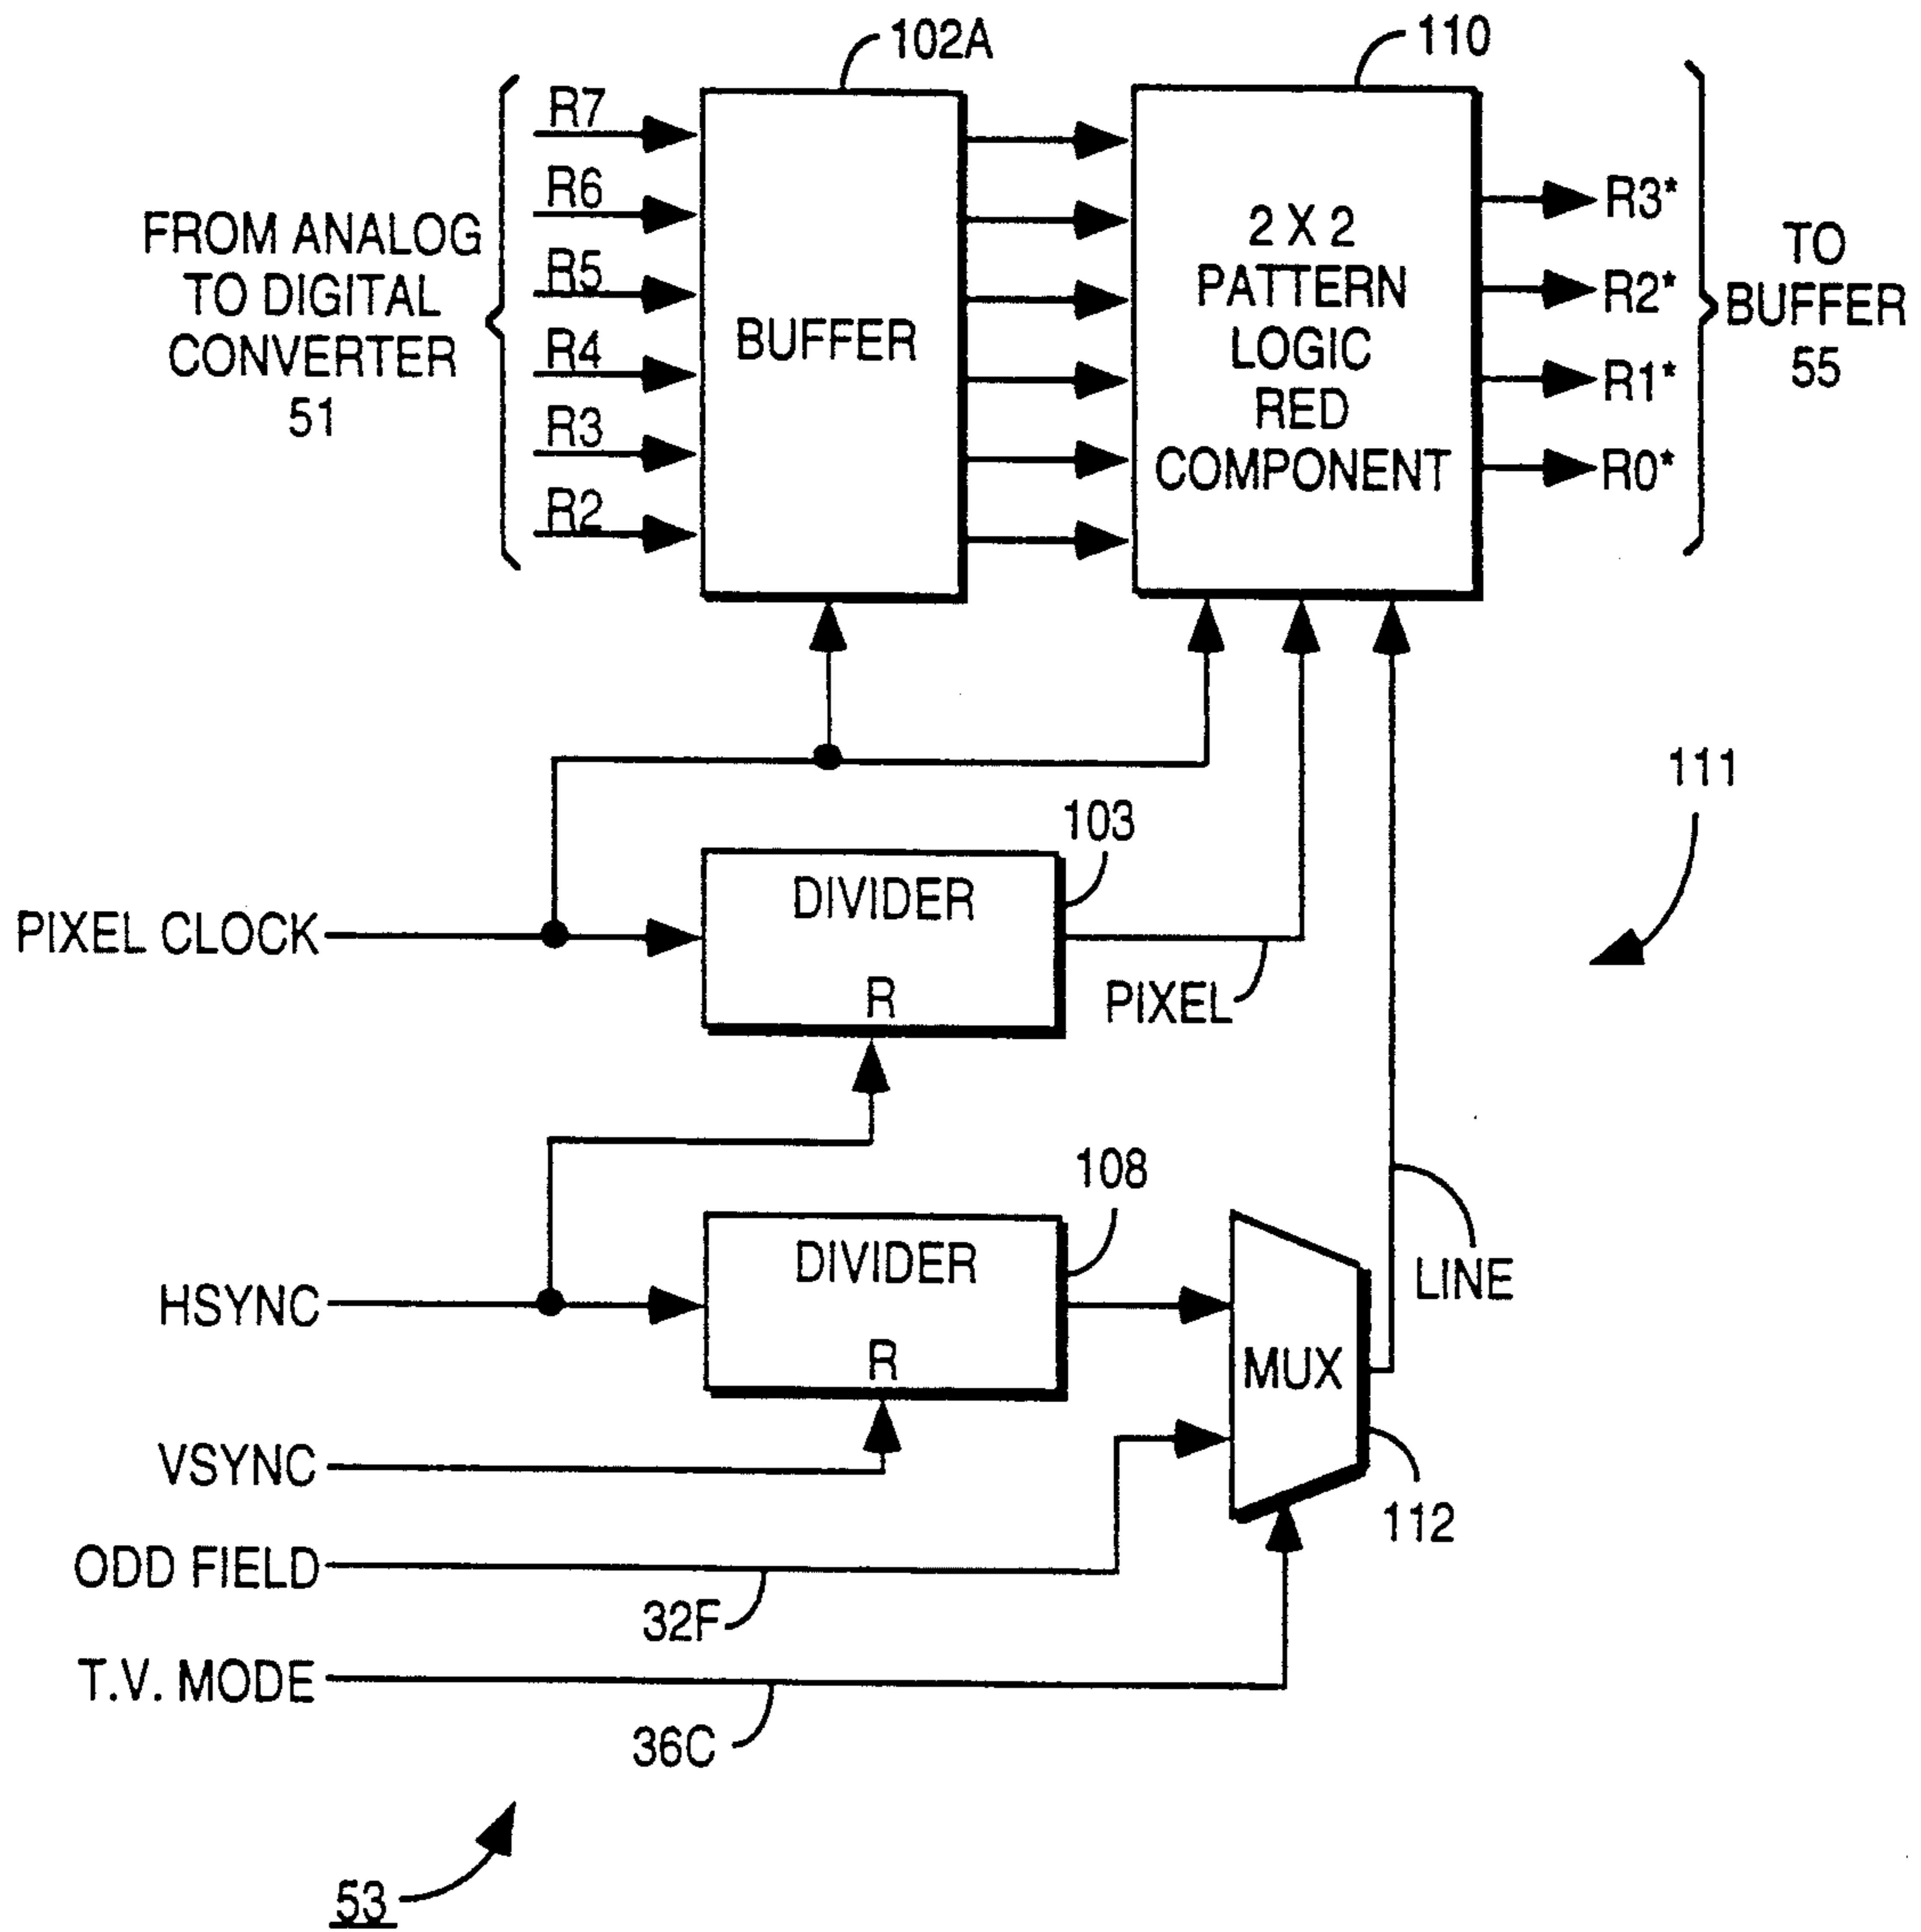 102A
110
R7
R6
R5
R4
R3
R2
FROM ANALOG
TO DIGITAL
CONVERTER
51
BUFFER
2 X 2
PATTERN
LOGIC
RED
COMPONENT
R3*
R2*
R1*
R0*
TO
BUFFER
55
111
103
DIVIDER
R
PIXEL CLOCK
PIXEL
108
DIVIDER
R
HSYNC
MUX
LINE
VSYNC
112
ODD FIELD
32F
T.V. MODE
36C
53